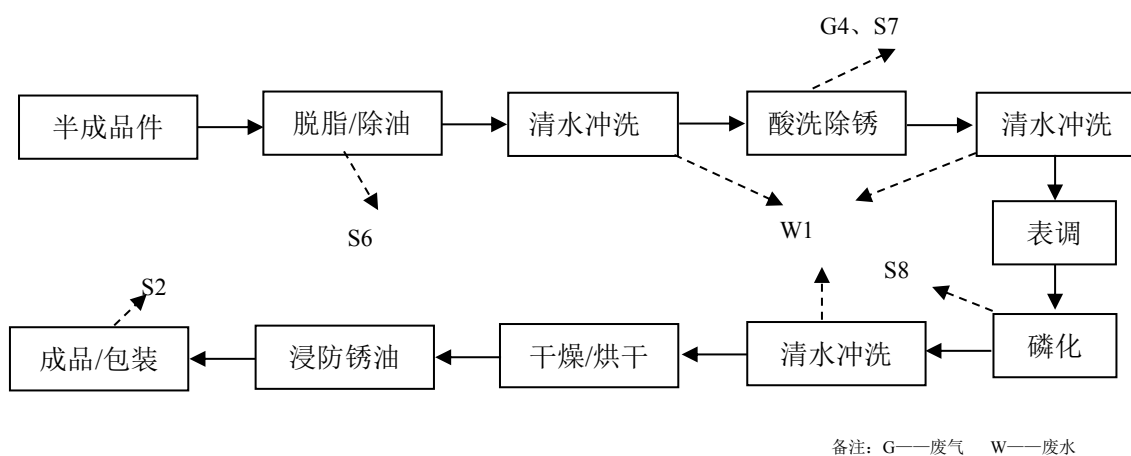 G4、S7
半成品件
脱脂/除油
清水冲洗
酸洗除锈
清水冲洗
S6
W1
表调
S8
S2
成品/包装
浸防锈油
干燥/烘干
清水冲洗
磷化
备注：G——废气 W——废水